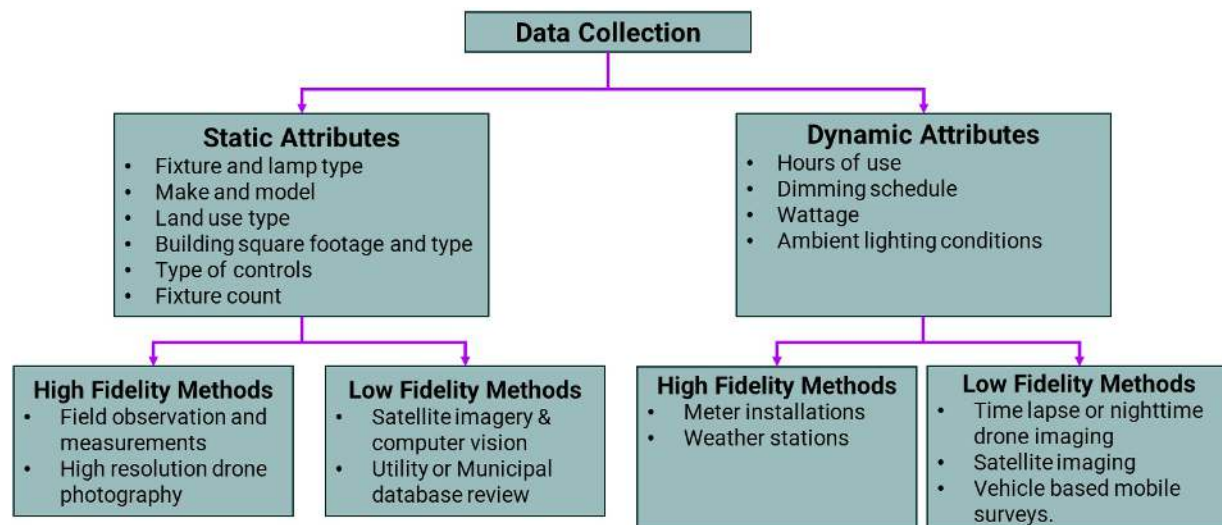 Data Collection
Static Attributes
• Fixture and lamp type
• Make and model
• Land use type
• Building square footage and type
• Type of controls
• Fixture count
Dynamic Attributes
• Hours of use
• Dimming schedule
• Wattage
• Ambient lighting conditions
High Fidelity Methods
• Field observation and
measurements
• High resolution drone
photography
Low Fidelity Methods
• Satellite imagery &
computer vision
• Utility or Municipal
database review
High Fidelity Methods
• Meter installations
• Weather stations
Low Fidelity Methods
• Time lapse or nighttime
drone imaging
• Satellite imaging
• Vehicle based mobile
surveys.